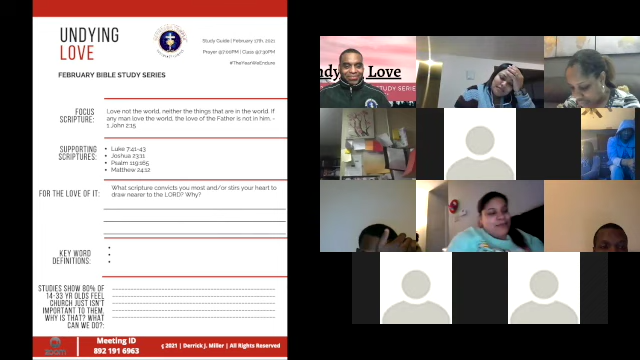 UNDYING
LOVE
Study Guide | February 17th, 2021
Prayer @7:00PM | Class @7:30PM
#TheYearWeEndure
FEBRUARY BIBLE STUDY SERIES
FOCUS
SCRIPTURE:
Love not the world, neither the things that are in the world. If
any man love the world, the love of the Father is not in him. -
1 John 2:15
SUPPORTING
SCRIPTURES:
• Luke 7:41-43
• Joshua 23:11
• Psalm 119:165
• Matthew 24:12
FOR THE LOVE OF IT:
What scripture convicts you most and/or stirs your heart to
draw nearer to the LORD? Why?
KEY WORD
DEFINITIONS:
STUDIES SHOW 80% OF
14-33 YR OLDS FEEL
CHURCH JUST ISN'T
IMPORTANT TO THEM.
WHY IS THAT? WHAT
CAN WE DO?:
zoom
Meeting ID
892 191 6963
© 2021 | Derrick J. Miller | All Rights Reserved
ndy
Love
STUDY SERIES